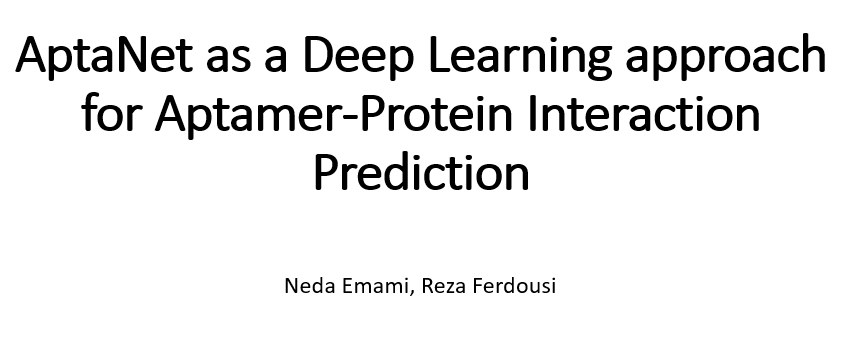 AptaNet as a Deep Learning approach
for Aptamer-Protein Interaction
Prediction
Neda Emami, Reza Ferdousi